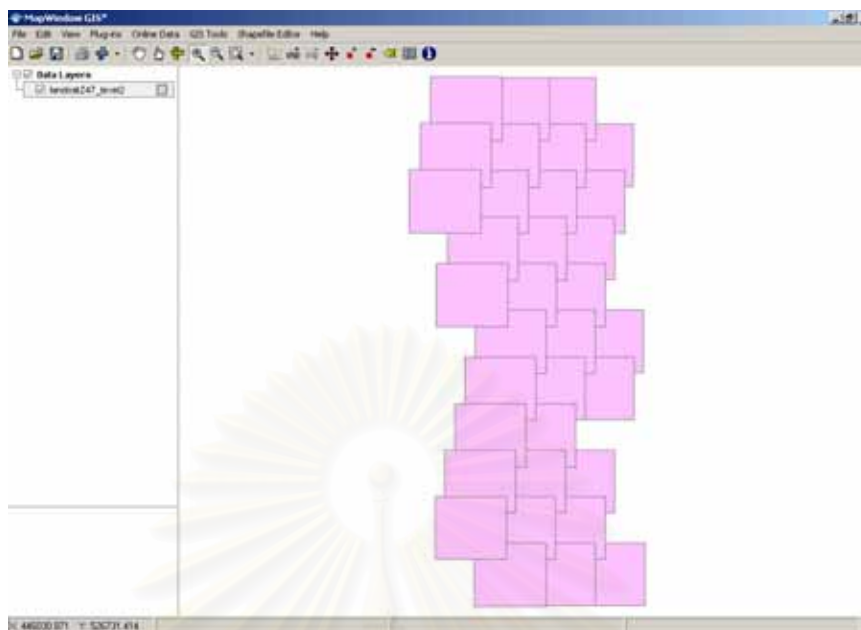 MapWindow GIS*
File Edit View Plug-ins Online Data GIS Tools Shapefile Editor Help
Data Layers
landsat247_level2
X: 446030.971 Y: 526731.414